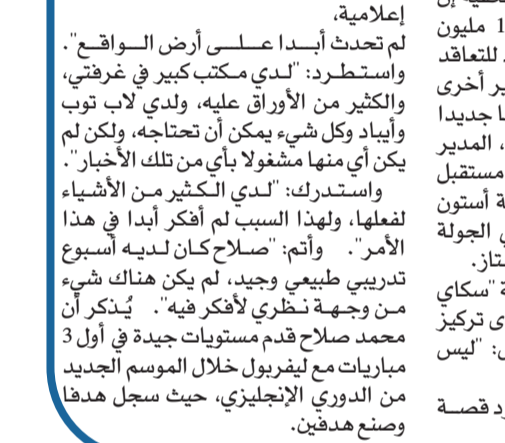 إعلامية،
لم تحدث أبدا على أرض الواقع".
واستطرد: "لدي مكتب كبير في غرفتي،
والكثير من الأوراق عليه، ولدي لاب توب
وأيباد وكل شيء يمكن أن تحتاجه، ولكن لم
يكن أي منها مشغولا بأي من تلك الأخبار".
واستدرك: "لدي الكثير من الأشياء
لفعلها، ولهذا السبب لم أفكر أبدا في هذا
الأمر". وأتم: "صلاح كان لديه أسبوع
تدريبي طبيعي وجيد، لم يكن هناك شيء
من وجهة نظري لأفكر فيه". يُذكر أن
محمد صلاح قدم مستويات جيدة في أول 3
مباريات مع ليفربول خلال الموسم الجديد
من الدوري الإنجليزي، حيث سجل هدفا
وصنع هدفين.